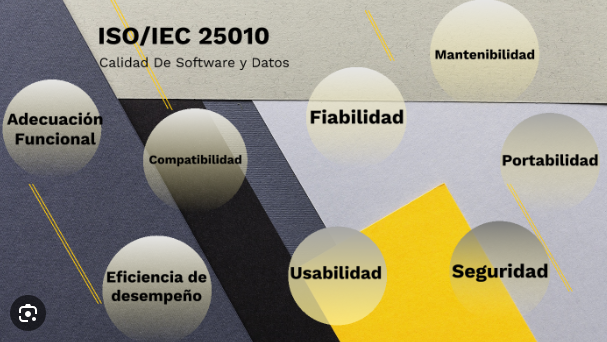 ISO/IEC 25010
Calidad De Software y Datos
Mantenibilidad
Adecuación
Funcional
Fiabilidad
Compatibilidad
Portabilidad
Eficiencia de
desempeño
Usabilidad
Seguridad